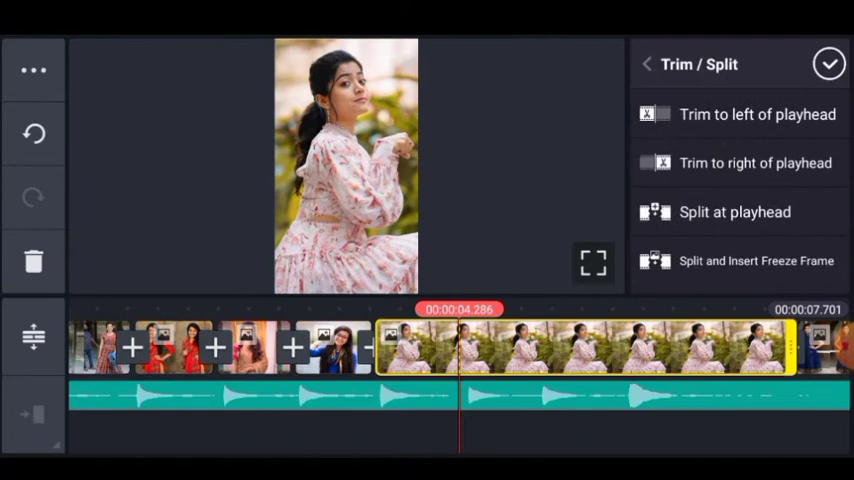 Trim / Split
Trim to left of playhead
Trim to right of playhead
Split at playhead
Split and Insert Freeze Frame
00:00:04.286
00:00:07.701